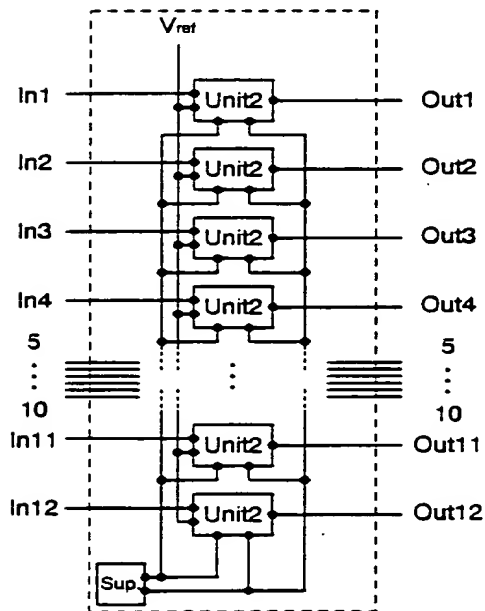 Vref
In1 Unit2 Out1
In2 Unit2 Out2
In3 Unit2 Out3
In4 Unit2 Out4
5 5
10 10
In11 Unit2 Out11
In12 Unit2 Out12
Sup